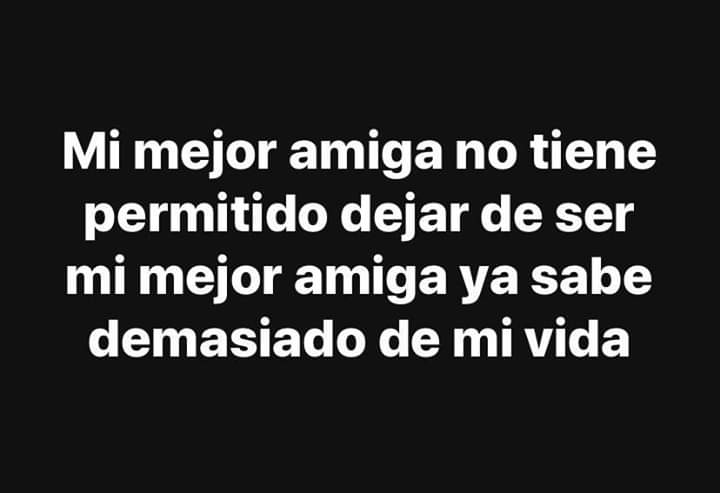 Mi mejor amiga no tiene
permitido dejar de ser
mi mejor amiga ya sabe
demasiado de mi vida